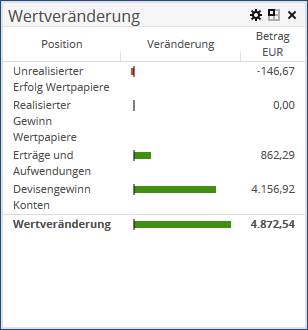 Wertveränderung
Position Veränderung Betrag
EUR
Unrealisierter -146,67
Erfolg Wertpapiere
Realisierter 0,00
Gewinn
Wertpapiere
Erträge und 862,29
Aufwendungen
Devisengewinn 4.156,92
Konten
Wertveränderung 4.872,54